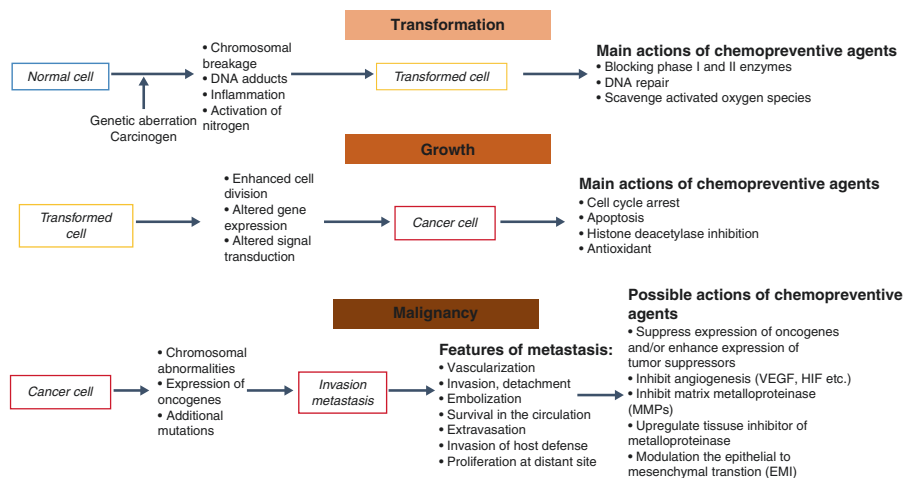 Transformation
Normal cell
Genetic aberration
Carcinogen
• Chromosomal
breakage
• DNA adducts
• Inflammation
• Activation of
nitrogen
Transformed cell
Main actions of chemopreventive agents
• Blocking phase I and II enzymes
• DNA repair
• Scavenge activated oxygen species
Growth
Transformed
cell
• Enhanced cell
division
• Altered gene
expression
• Altered signal
transduction
Cancer cell
Main actions of chemopreventive agents
• Cell cycle arrest
• Apoptosis
• Histone deacetylase inhibition
• Antioxidant
Malignancy
Cancer cell
• Chromosomal
abnormalities
• Expression of
oncogenes
• Additional
mutations
Invasion
metastasis
Features of metastasis:
• Vascularization
• Invasion, detachment
• Embolization
• Survival in the circulation
• Extravasation
• Invasion of host defense
• Proliferation at distant site
Possible actions of chemopreventive
agents
• Suppress expression of oncogenes
and/or enhance expression of
tumor suppressors
• Inhibit angiogenesis (VEGF, HIF etc.)
• Inhibit matrix metalloproteinase
(MMPs)
• Upregulate tissuse inhibitor of
metalloproteinase
• Modulation the epithelial to
mesenchymal transtion (EMI)